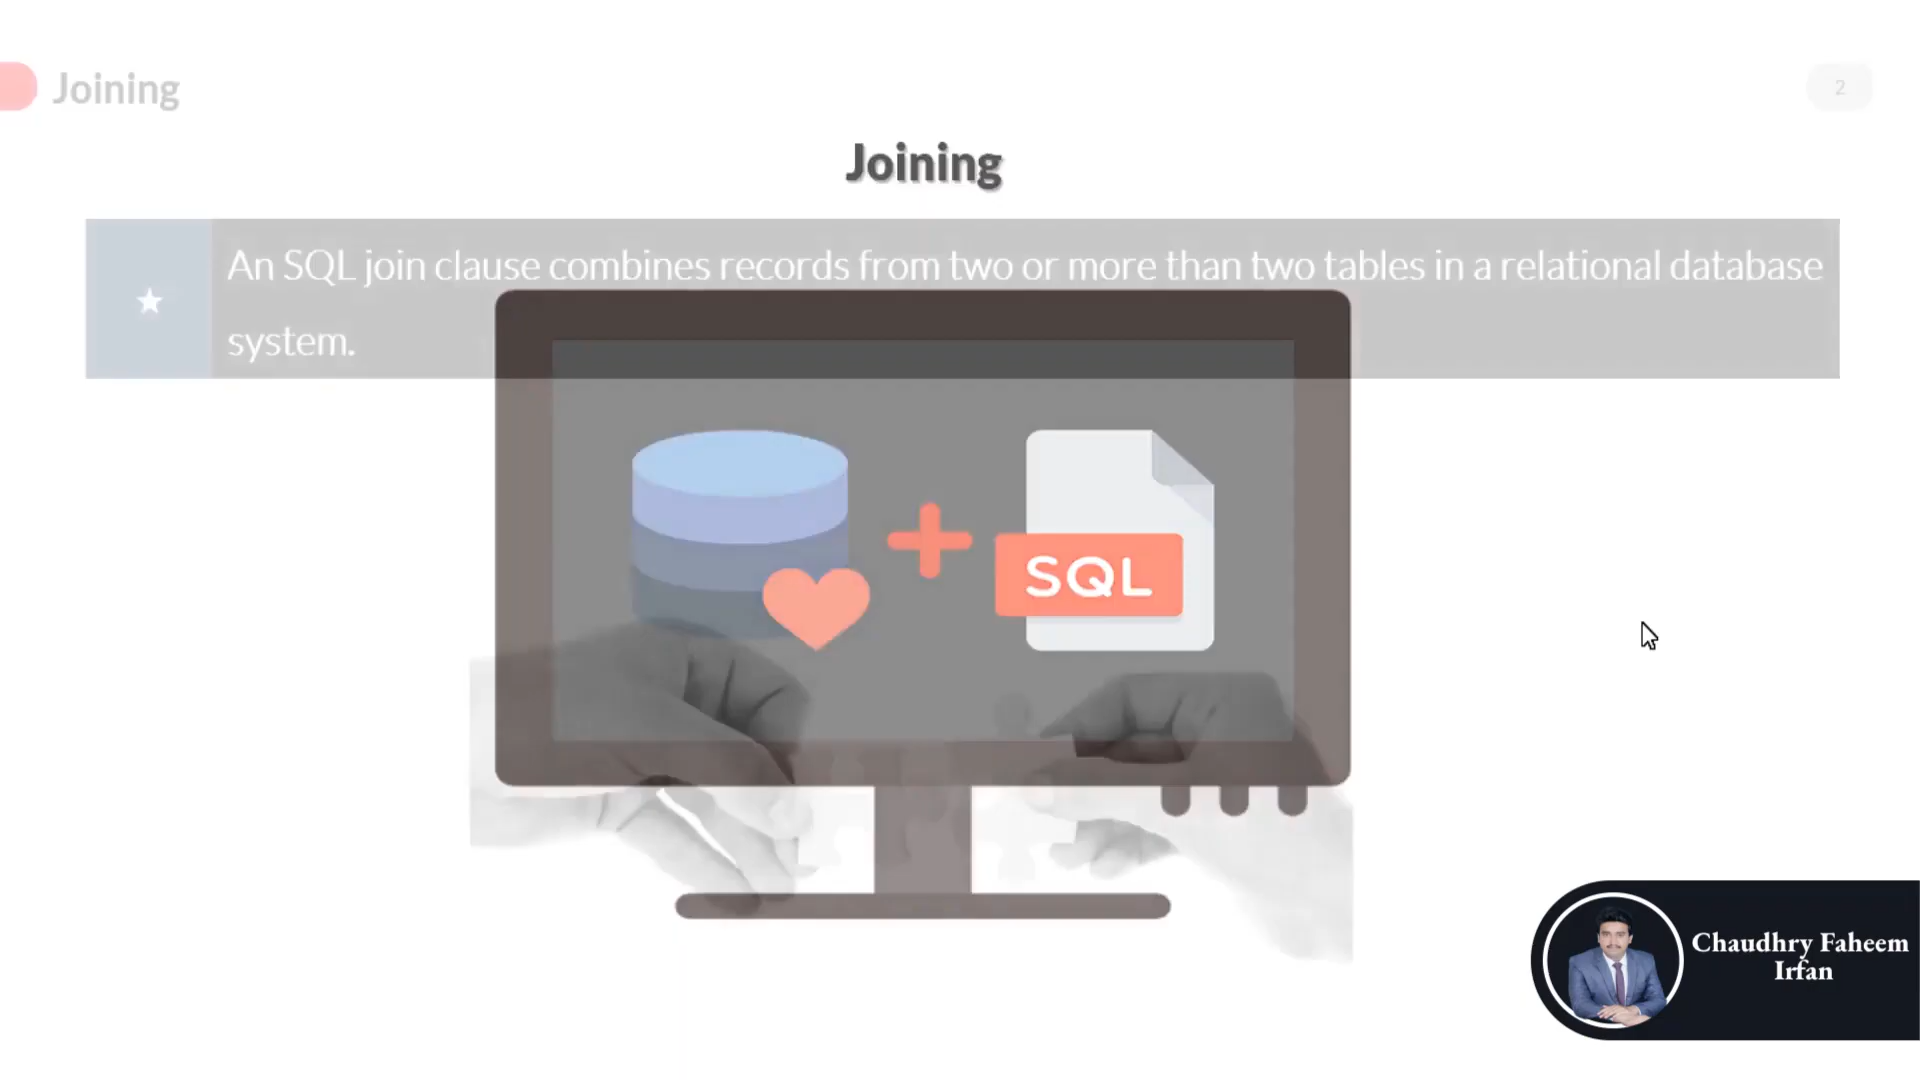 Joining
2
Joining
An SQL join clause combines records from two or more than two tables in a relational database
system.
SQL
Chaudhry Faheem
Irfan